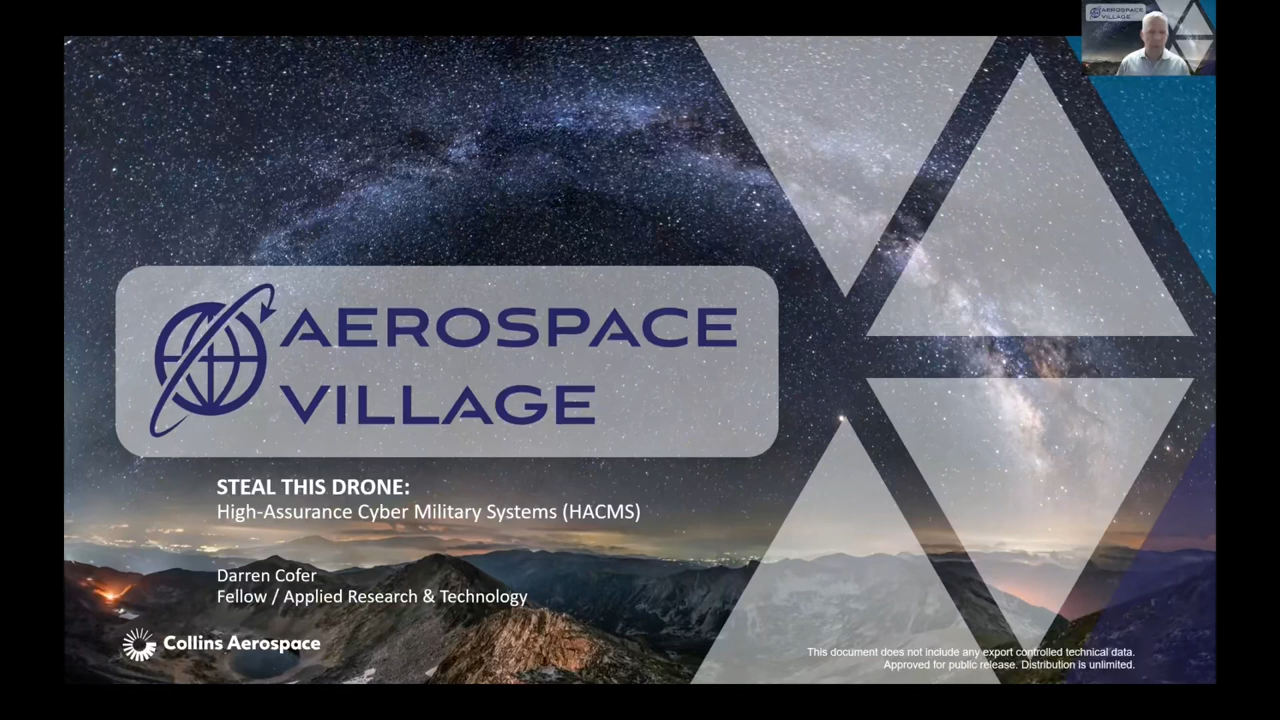 AEROSPACE
VILLAGE
AEROSPACE
VILLAGE
STEAL THIS DRONE:
High-Assurance Cyber Military Systems (HACMS)
Darren Cofer
Fellow / Applied Research & Technology
Collins Aerospace
This document does not include any export controlled technical data.
Approved for public release. Distribution is unlimited.